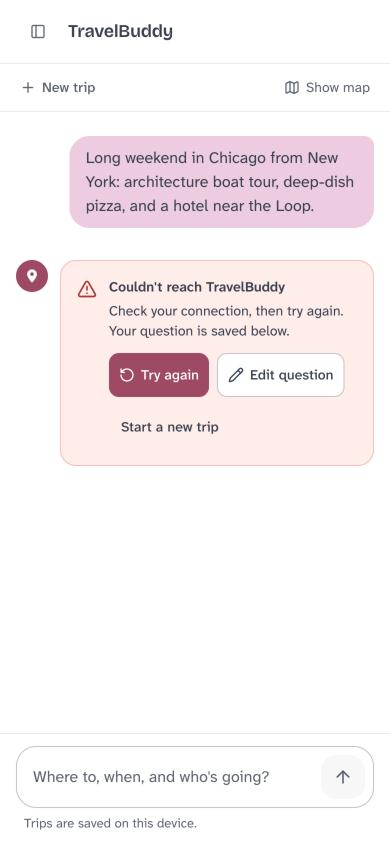 TravelBuddy
New trip
Show map
Long weekend in Chicago from New
York: architecture boat tour, deep-dish
pizza, and a hotel near the Loop.
Couldn't reach TravelBuddy
Check your connection, then try again.
Your question is saved below.
Try again
Edit question
Start a new trip
Where to, when, and who's going?
Trips are saved on this device.